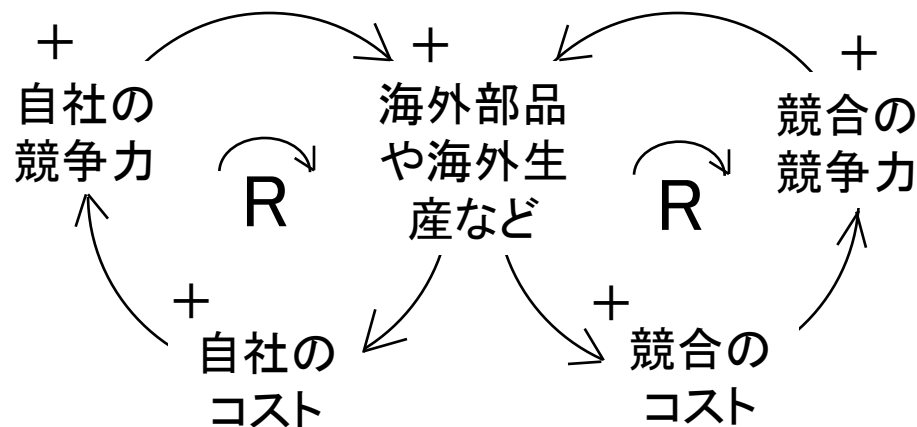 +
自社の
競争力
+
海外部品
や海外生
産など
+
競合の
競争力
R
R
+
自社の
コスト
+
競合の
コスト